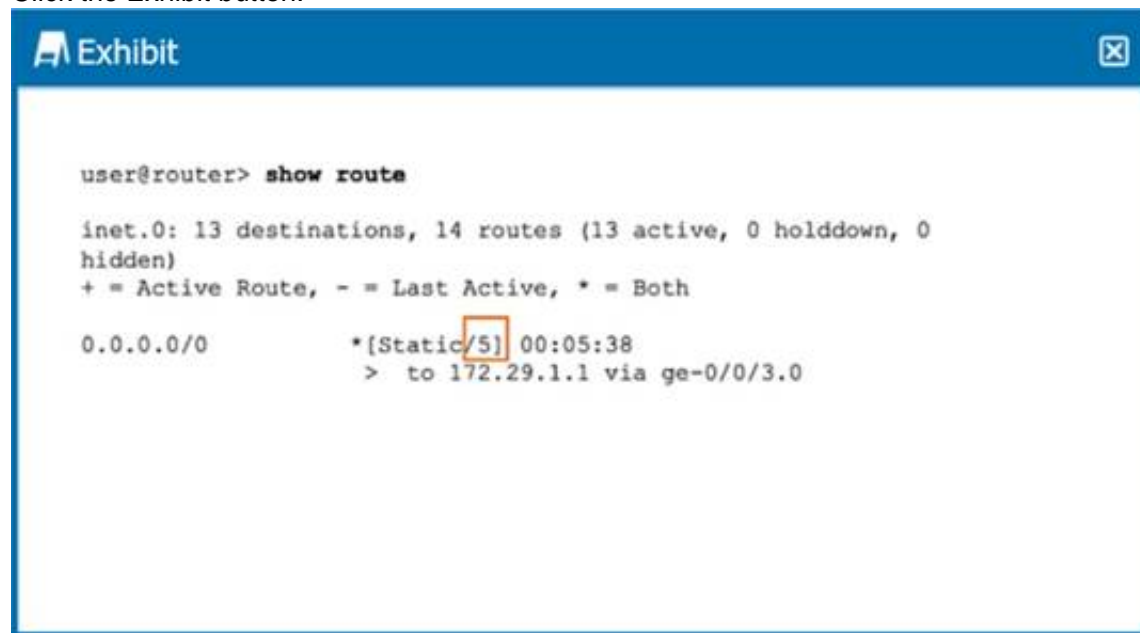 Click the Exhibit button.
Exhibit
user@router> show route
inet.0: 13 destinations, 14 routes (13 active, 0 holddown, 0
hidden)
+ = Active Route, - = Last Active, * = Both
0.0.0.0/0 *[Static/5] 00:05:38
> to 172.29.1.1 via ge-0/0/3.0